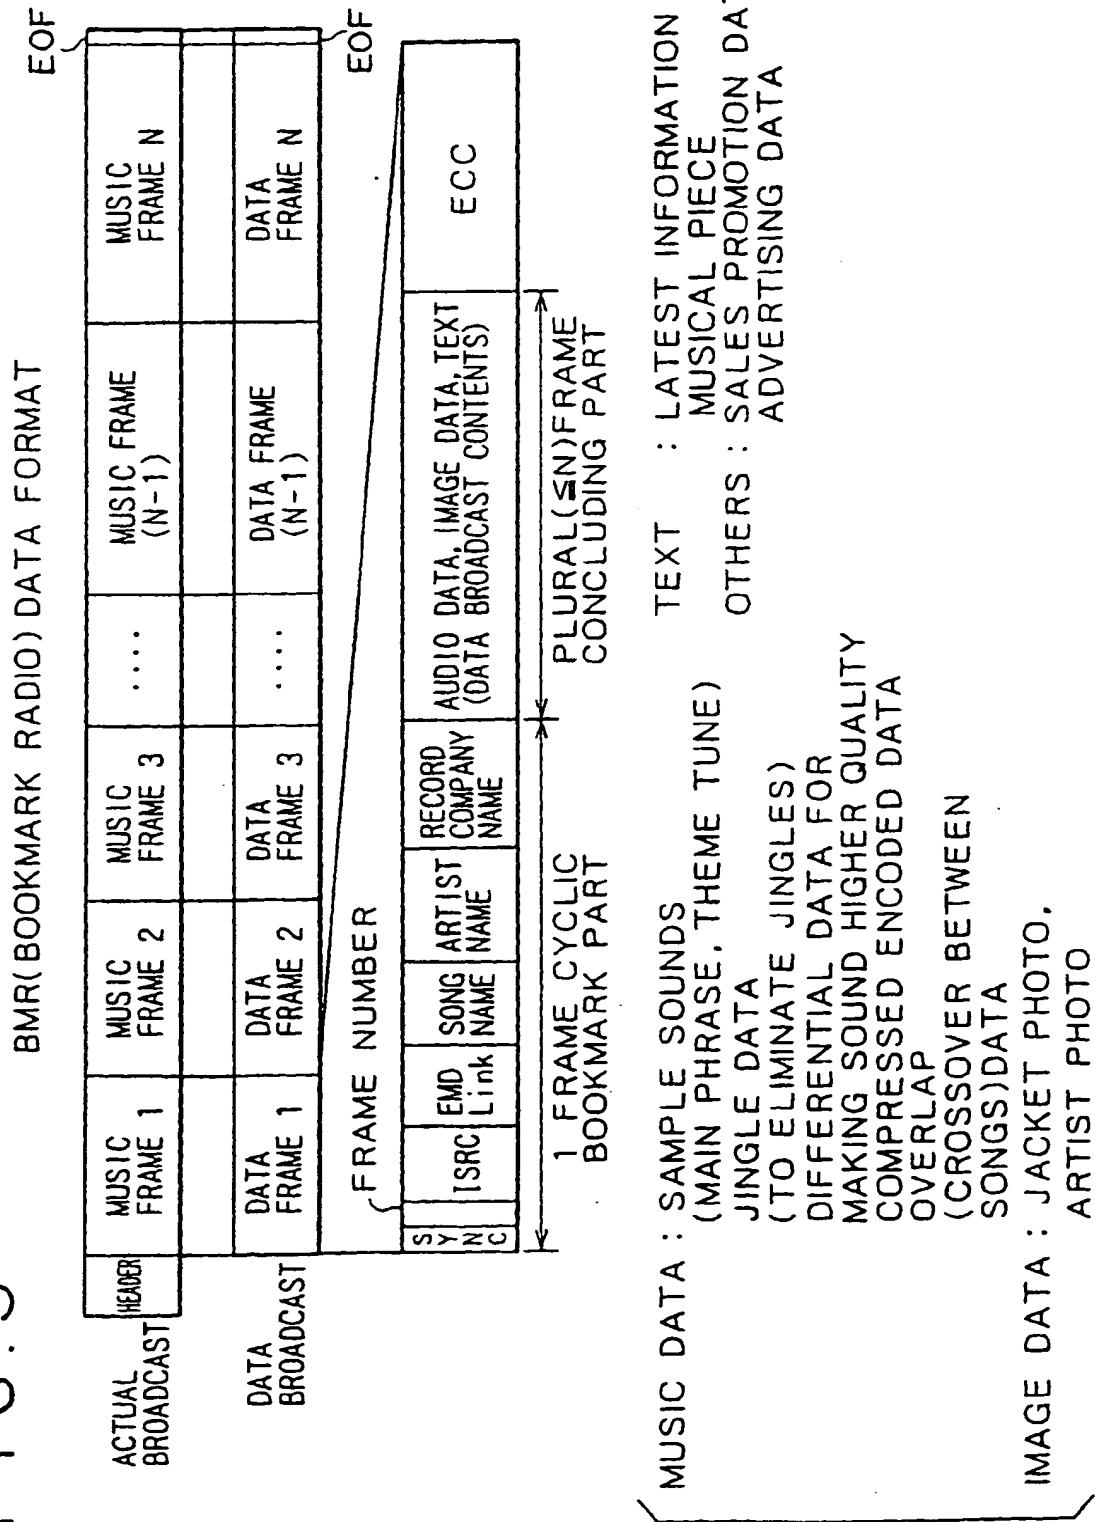 BMR(BOOKMARK RADIO) DATA FORMAT
EOF
ACTUAL
BROADCAST
HEADER
MUSIC
FRAME 1
MUSIC
FRAME 2
MUSIC
FRAME 3
....
MUSIC FRAME
(N-1)
MUSIC
FRAME N
DATA
BROADCAST
DATA
FRAME 1
DATA
FRAME 2
DATA
FRAME 3
....
DATA FRAME
(N-1)
DATA
FRAME N
EOF
FRAME NUMBER
SYNC
ISRC
EMD
Link
SONG
NAME
ARTIST
NAME
RECORD
COMPANY
NAME
AUDIO DATA, IMAGE DATA, TEXT
(DATA BROADCAST CONTENTS)
ECC
1 FRAME CYCLIC
BOOKMARK PART
PLURAL(≦N)FRAME
CONCLUDING PART
MUSIC DATA : SAMPLE SOUNDS
(MAIN PHRASE, THEME TUNE)
JINGLE DATA
(TO ELIMINATE JINGLES)
DIFFERENTIAL DATA FOR
MAKING SOUND HIGHER QUALITY
COMPRESSED ENCODED DATA
OVERLAP
(CROSSOVER BETWEEN
SONGS)DATA
IMAGE DATA : JACKET PHOTO,
ARTIST PHOTO
TEXT : LATEST INFORMATION
MUSICAL PIECE
OTHERS : SALES PROMOTION
ADVERTISING DATA